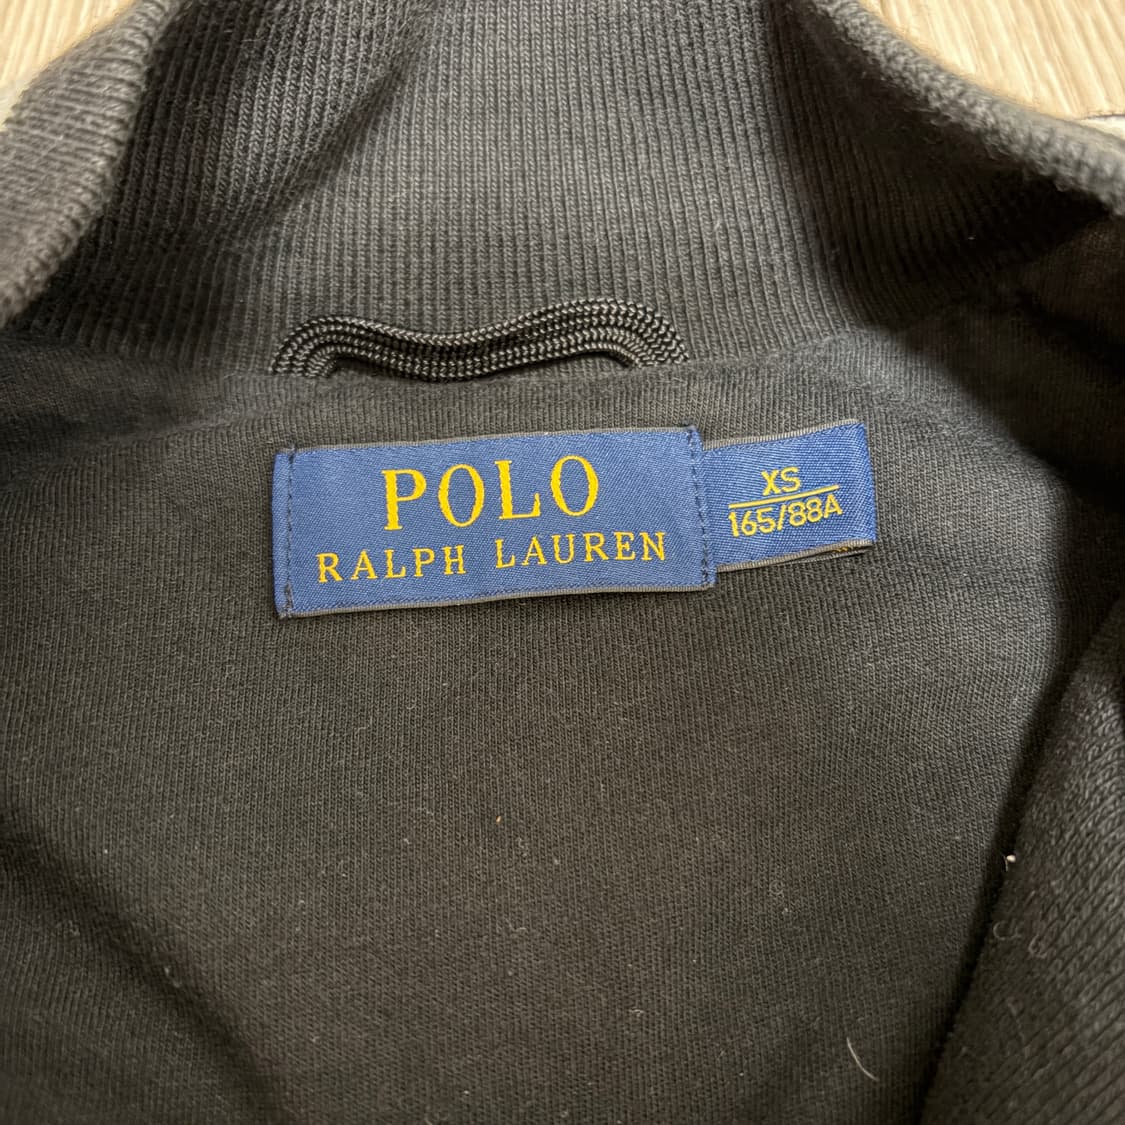 POLO
RALPH LAUREN
XS
165/88A